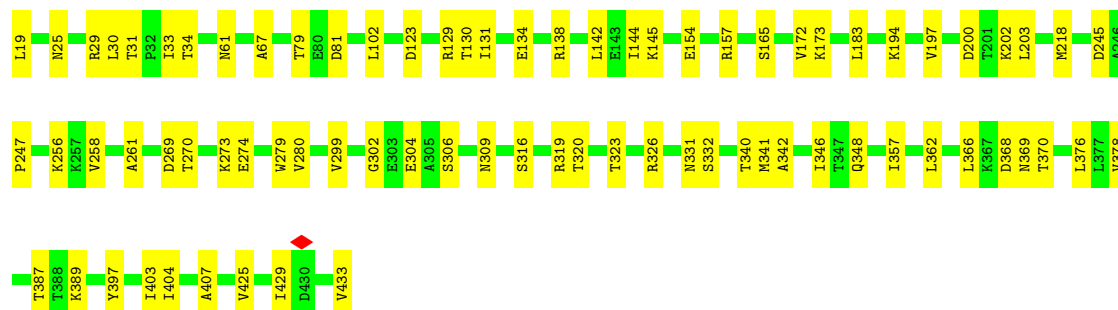 L19 N25 R29 L30 T31 P32 I33 T34 N61 A67 T79 E80 D81 L102 D123 R129 T130 I131 E134 R138 L142 E143 I144 K145 E154 R157 S165 V172 K173 L183 K194 V197 D200 T201 K202 L203 M218 D245 A246
P247 K256 K257 V258 A261 D269 T270 K273 E274 W279 V280 V299 G302 E303 E304 A305 S306 N309 S316 R319 T320 T323 R326 N331 S332 T340 M341 A342 I346 T347 Q348 I357 L362 L366 K367 D368 N369 T370 L376 L377 V378
T387 T388 K389 Y397 I403 I404 A407 V425 I429 D430 V433